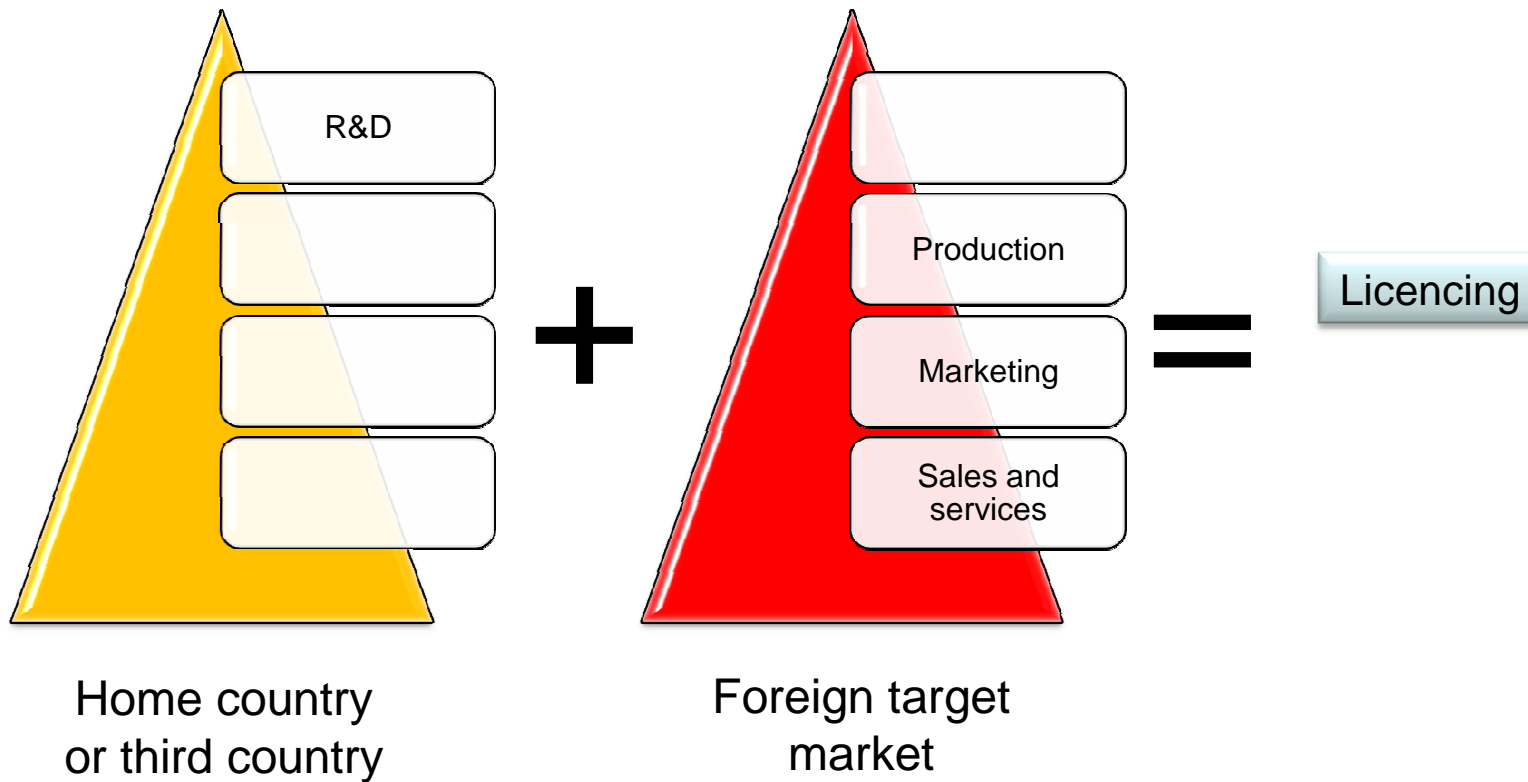 R&D
Production
Marketing
Sales and
services
+
=
Licencing
Home country
or third country
Foreign target
market